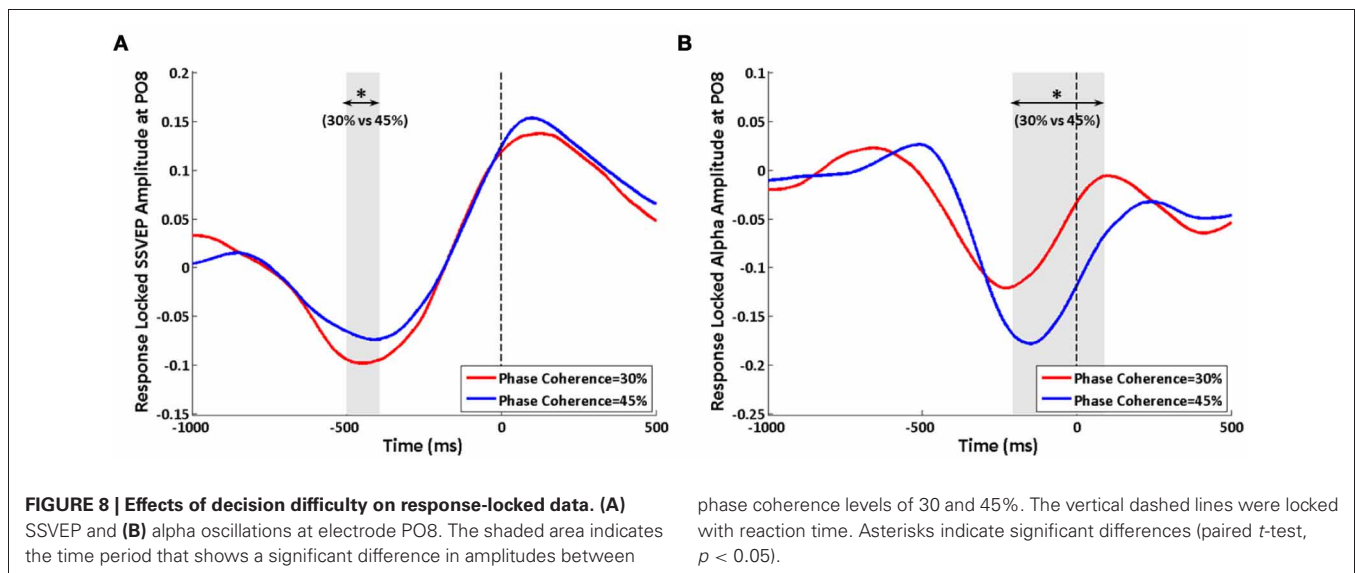 A
Response Locked SSVEP Amplitude at PO8
0.2
0.15
0.1
0.05
0
-0.05
-0.1
-0.15
*
(30% vs 45%)
Phase Coherence=30%
Phase Coherence=45%
-1000
-500
0
500
Time (ms)
B
Response Locked Alpha Amplitude at PO8
0.1
0.05
0
-0.05
-0.1
-0.15
-0.2
-0.25
*
(30% vs 45%)
Phase Coherence=30%
Phase Coherence=45%
-1000
-500
0
500
Time (ms)
FIGURE 8 | Effects of decision difficulty on response-locked data. (A)
SSVEP and (B) alpha oscillations at electrode PO8. The shaded area indicates
the time period that shows a significant difference in amplitudes between
phase coherence levels of 30 and 45%. The vertical dashed lines were locked
with reaction time. Asterisks indicate significant differences (paired t-test,
p < 0.05).